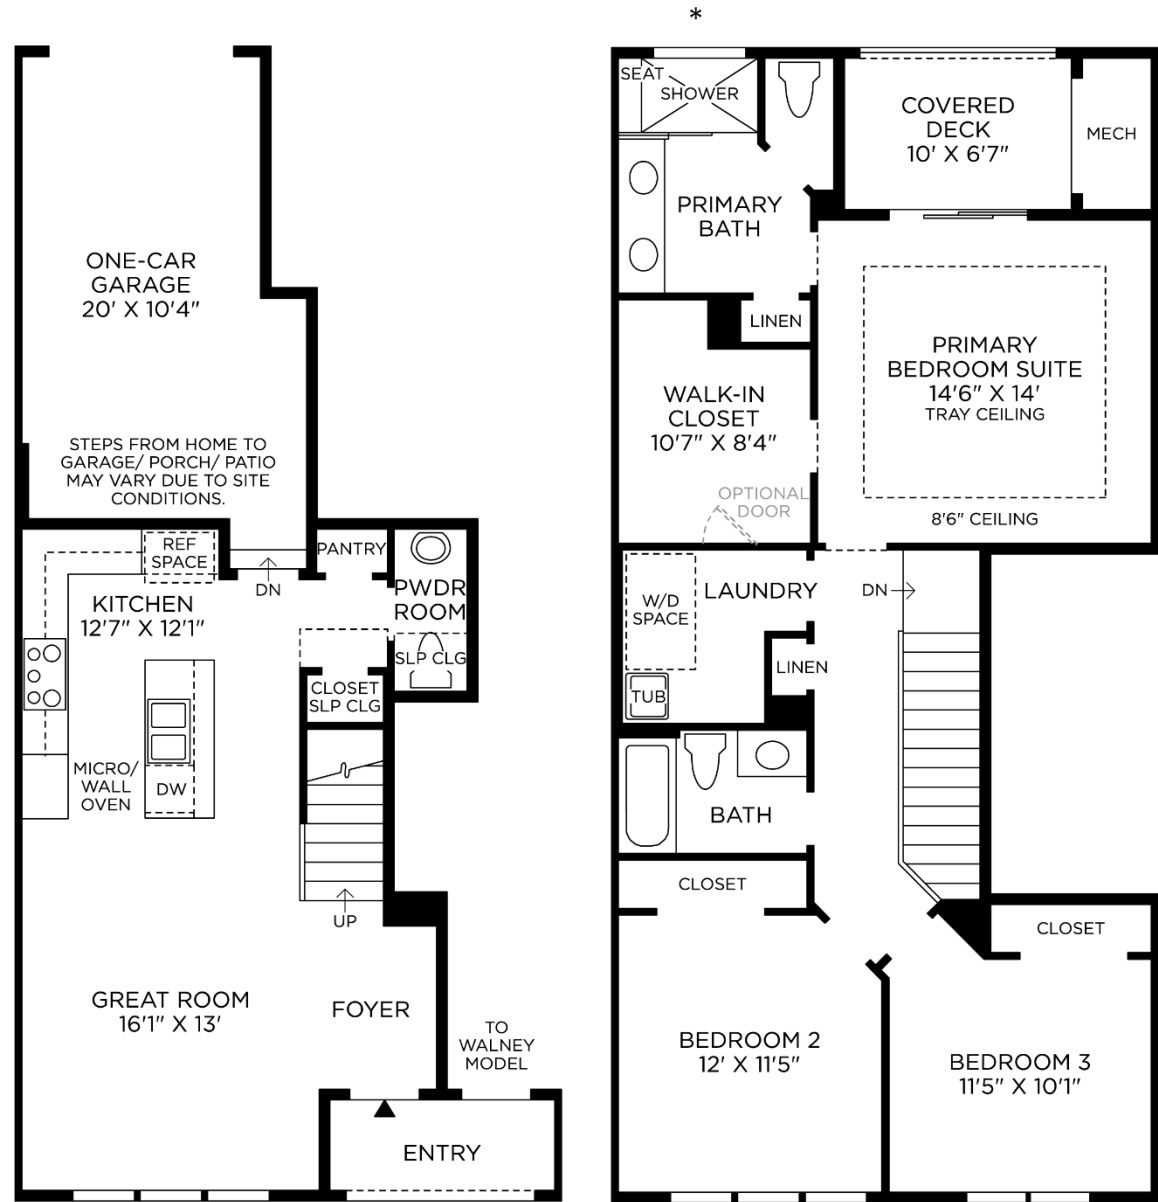 ONE-CAR
GARAGE
20' X 10'4"
STEPS FROM HOME TO
GARAGE/ PORCH/ PATIO
MAY VARY DUE TO SITE
CONDITIONS.
REF
SPACE
PANTRY
DN
PWDR
ROOM
KITCHEN
12'7" X 12'1"
SLP CLG
CLOSET
SLP CLG
MICRO/
WALL
OVEN
DW
UP
GREAT ROOM
16'1" X 13'
FOYER
TO
WALNEY
MODEL
ENTRY
*
SEAT
SHOWER
COVERED
DECK
10' X 6'7"
MECH
PRIMARY
BATH
LINEN
PRIMARY
BEDROOM SUITE
14'6" X 14'
TRAY CEILING
8'6" CEILING
WALK-IN
CLOSET
10'7" X 8'4"
OPTIONAL
DOOR
LAUNDRY
W/D
SPACE
DN
LINEN
TUB
BATH
CLOSET
CLOSET
BEDROOM 2
12' X 11'5"
BEDROOM 3
11'5" X 10'1"